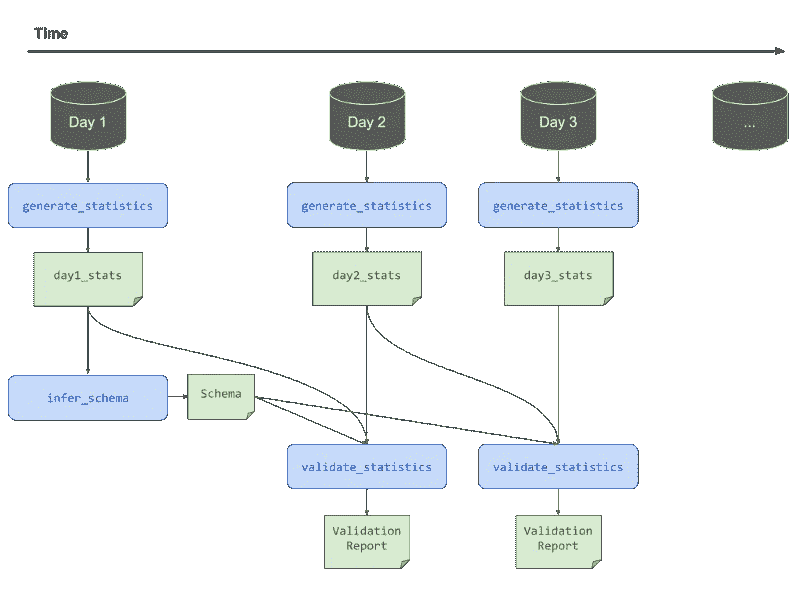 Time
Day 1
Day 2
Day 3
...
generate_statistics
generate_statistics
generate_statistics
day1_stats
day2_stats
day3_stats
infer_schema
Schema
validate_statistics
validate_statistics
Validation
Report
Validation
Report